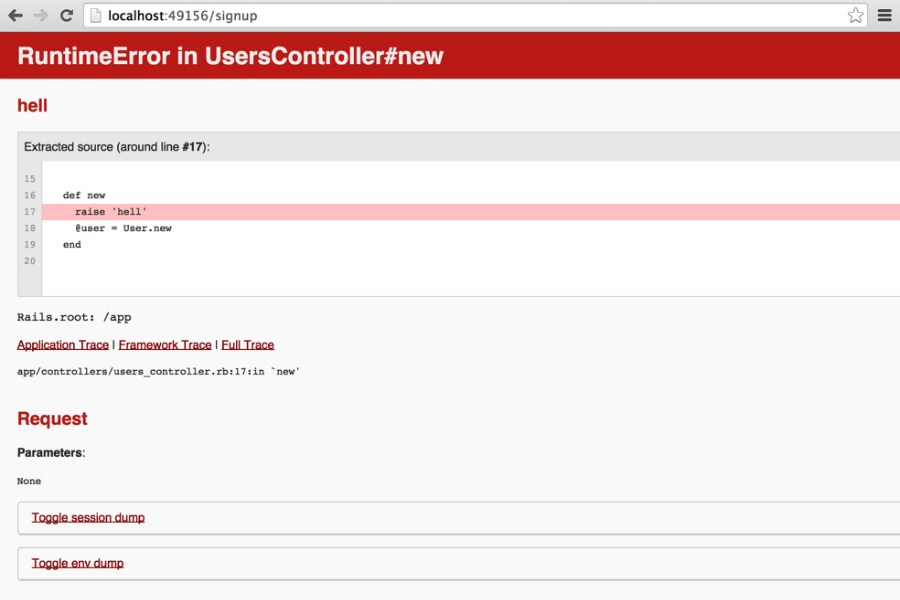 localhost:49156/signup
RuntimeError in UsersController#new
hell
Extracted source (around line #17):
15
16 def new
17 raise 'hell'
18 @user = User.new
19 end
20
Rails.root: /app
Application Trace | Framework Trace | Full Trace
app/controllers/users_controller.rb:17:in `new'
Request
Parameters:
None
Toggle session dump
Toggle env dump